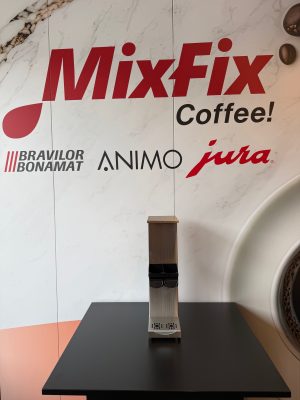 MixFix
Coffee!
BRAVILOR
BONAMAT
ANIMO
jura